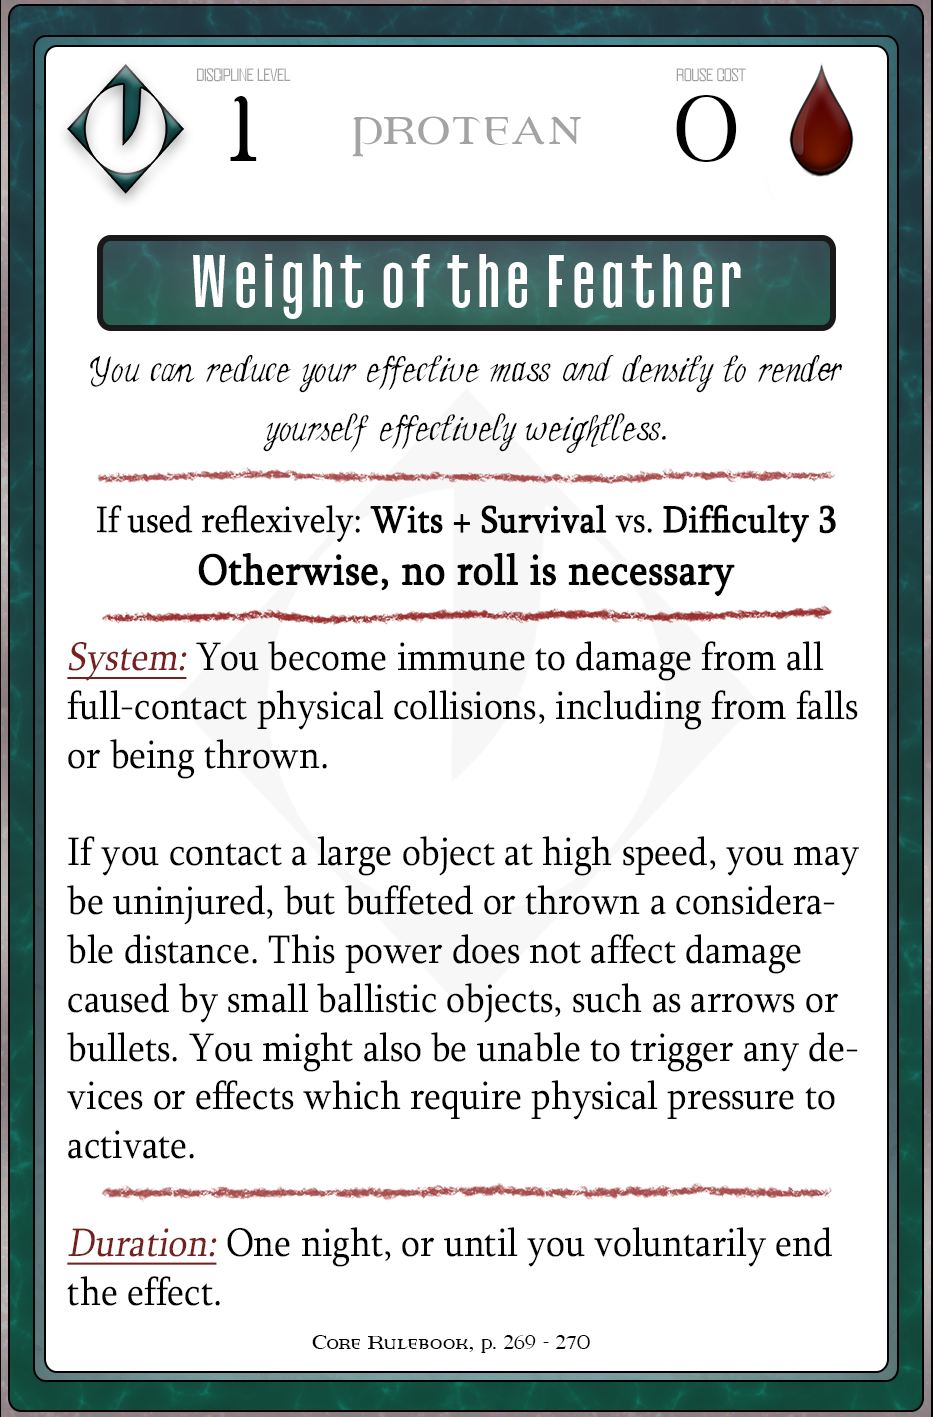 DISCIPLINE LEVEL
ROUSE COST
1
PROTEAN
0
Weight of the Feather
You can reduce your effective mass and density to render
yourself effectively weightless.
If used reflexively: Wits + Survival vs. Difficulty 3
Otherwise, no roll is necessary
System: You become immune to damage from all
full-contact physical collisions, including from falls
or being thrown.
If you contact a large object at high speed, you may
be uninjured, but buffeted or thrown a considera-
ble distance. This power does not affect damage
caused by small ballistic objects, such as arrows or
bullets. You might also be unable to trigger any de-
vices or effects which require physical pressure to
activate.
Duration: One night, or until you voluntarily end
the effect.
Core Rulebook, p. 269 - 270